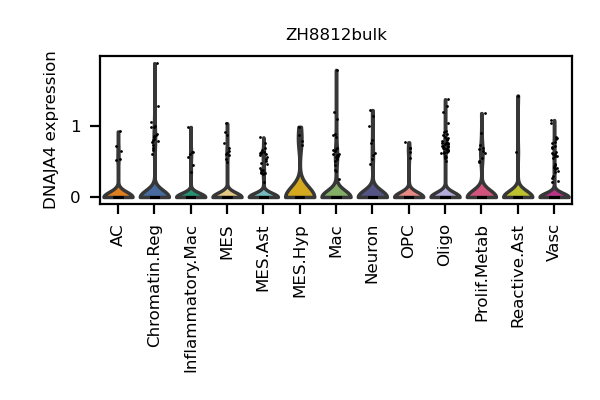 ZH8812bulk
DNAJA4 expression
1
0
AC
Chromatin.Reg
Inflammatory.Mac
MES
MES.Ast
MES.Hyp
Mac
Neuron
OPC
Oligo
Prolif.Metab
Reactive.Ast
Vasc